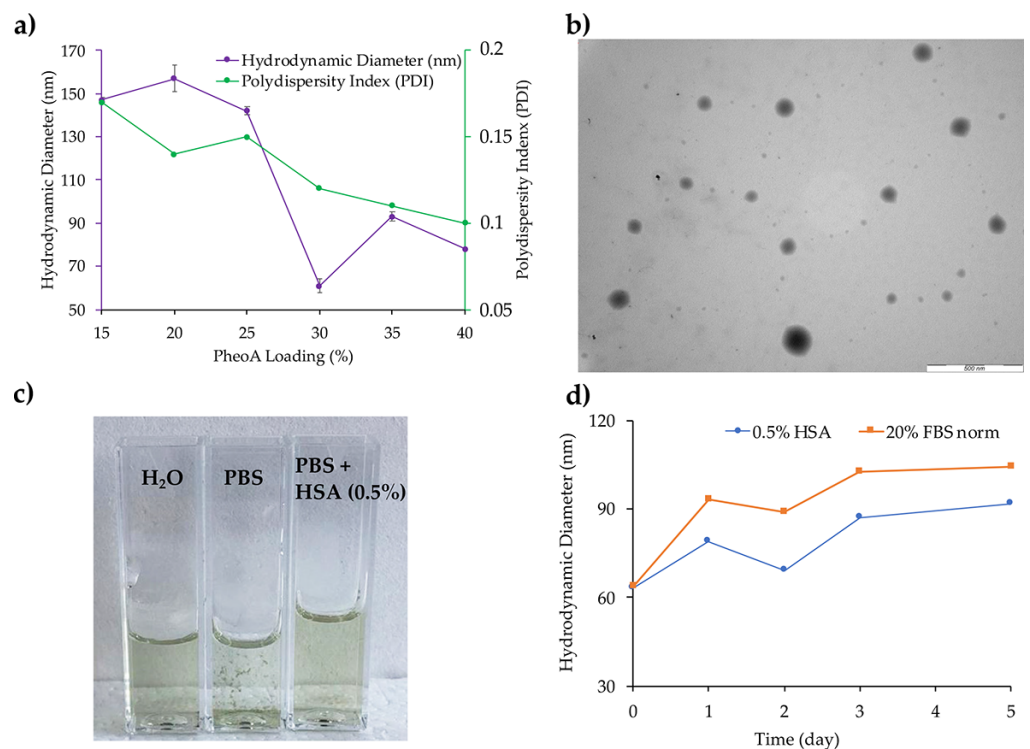 a)
Hydrodynamic Diameter (nm)
Polydispersity Index (PDI)
170
150
130
110
90
70
50
Hydrodynamic Diameter (nm)
0.2
0.15
0.1
0.05
Polydispersity Indenx (PDI)
15
20
25
30
35
40
PheoA Loading (%)
b)
500 nm
c)
H₂O
PBS
PBS +
HSA (0.5%)
d)
0.5% HSA
20% FBS norm
120
90
60
30
Hydrodynamic Diameter (nm)
0
1
2
3
4
5
Time (day)